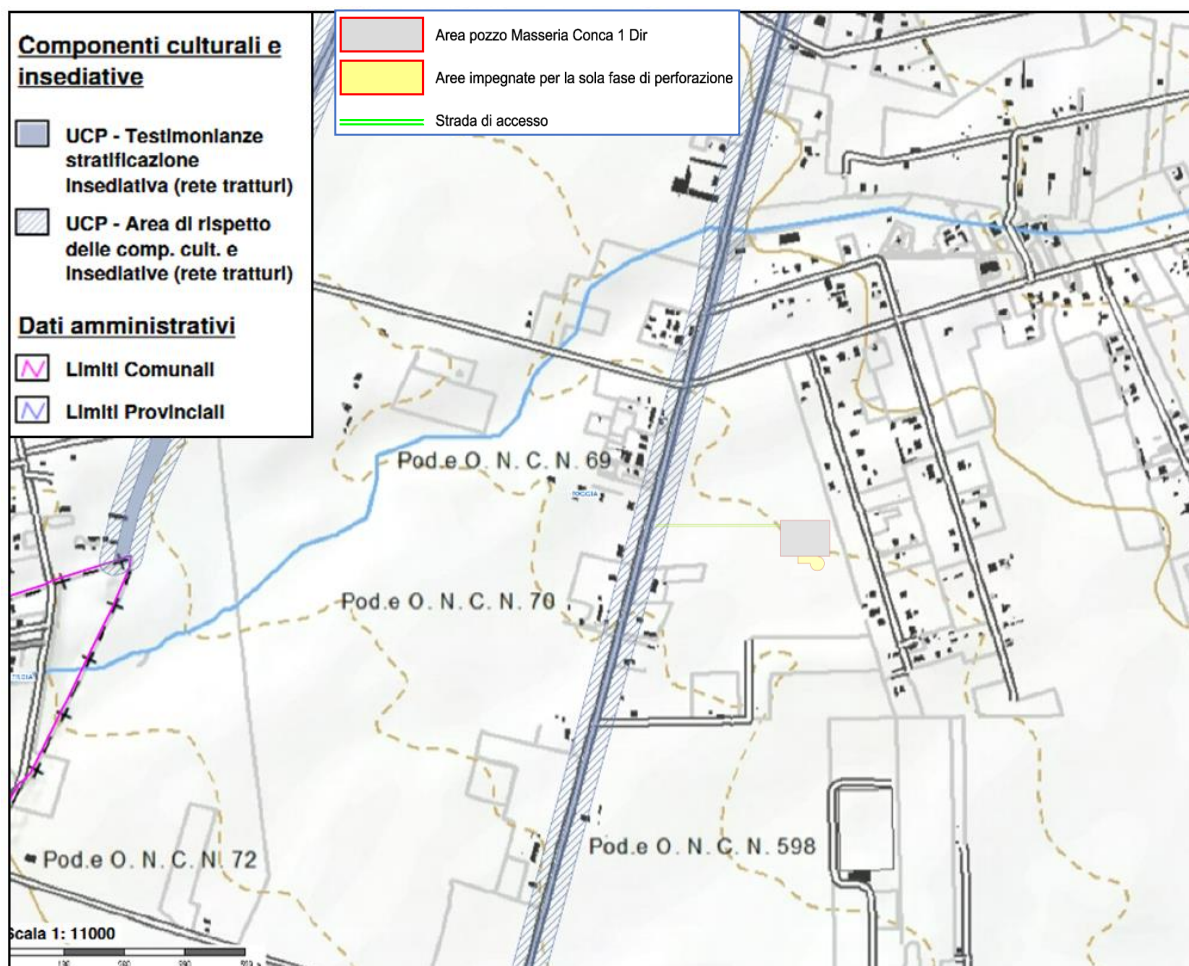 Componenti culturali e
insediative
UCP - Testimonianze
stratificazione
insediativa (rete tratturi)
UCP - Area di rispetto
delle comp. cult. e
insediative (rete tratturi)
Dati amministrativi
Limiti Comunali
Limiti Provinciali
Area pozzo Masseria Conca 1 Dir
Aree impegnate per la sola fase di perforazione
Strada di accesso
Pod.e O. N. C. N. 69
Pod.e O. N. C. N. 70
Pod.e O. N. C. N. 598
Pod.e O. N. C. N. 72
Scala 1: 11000